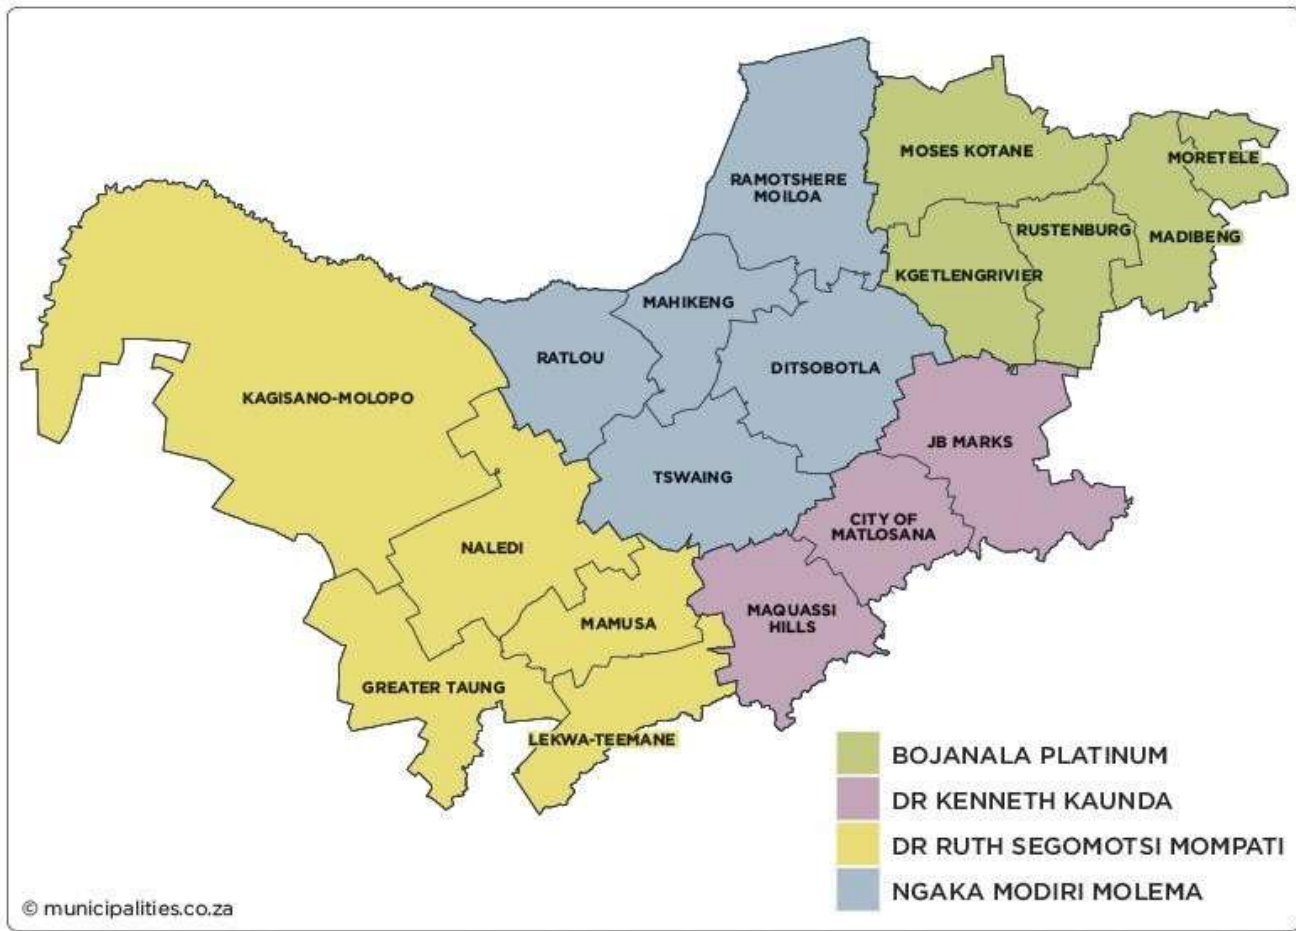 MOSES KOTANE
MORETELE
RAMOTSHERE
MOILOA
RUSTENBURG
MADIBENG
KGETLENGRIVIER
MAHIKENG
RATLOU
DITSOBOTLA
KAGISANO-MOLOPO
JB MARKS
TSWAING
CITY OF
MATLOSANA
NALEDI
MAQUASSI
HILLS
MAMUSA
GREATER TAUNG
LEKWA-TEEMANE
BOJANALA PLATINUM
DR KENNETH KAUNDA
DR RUTH SEGOMOTSI MOMPATI
NGAKA MODIRI MOLEMA
© municipalities.co.za